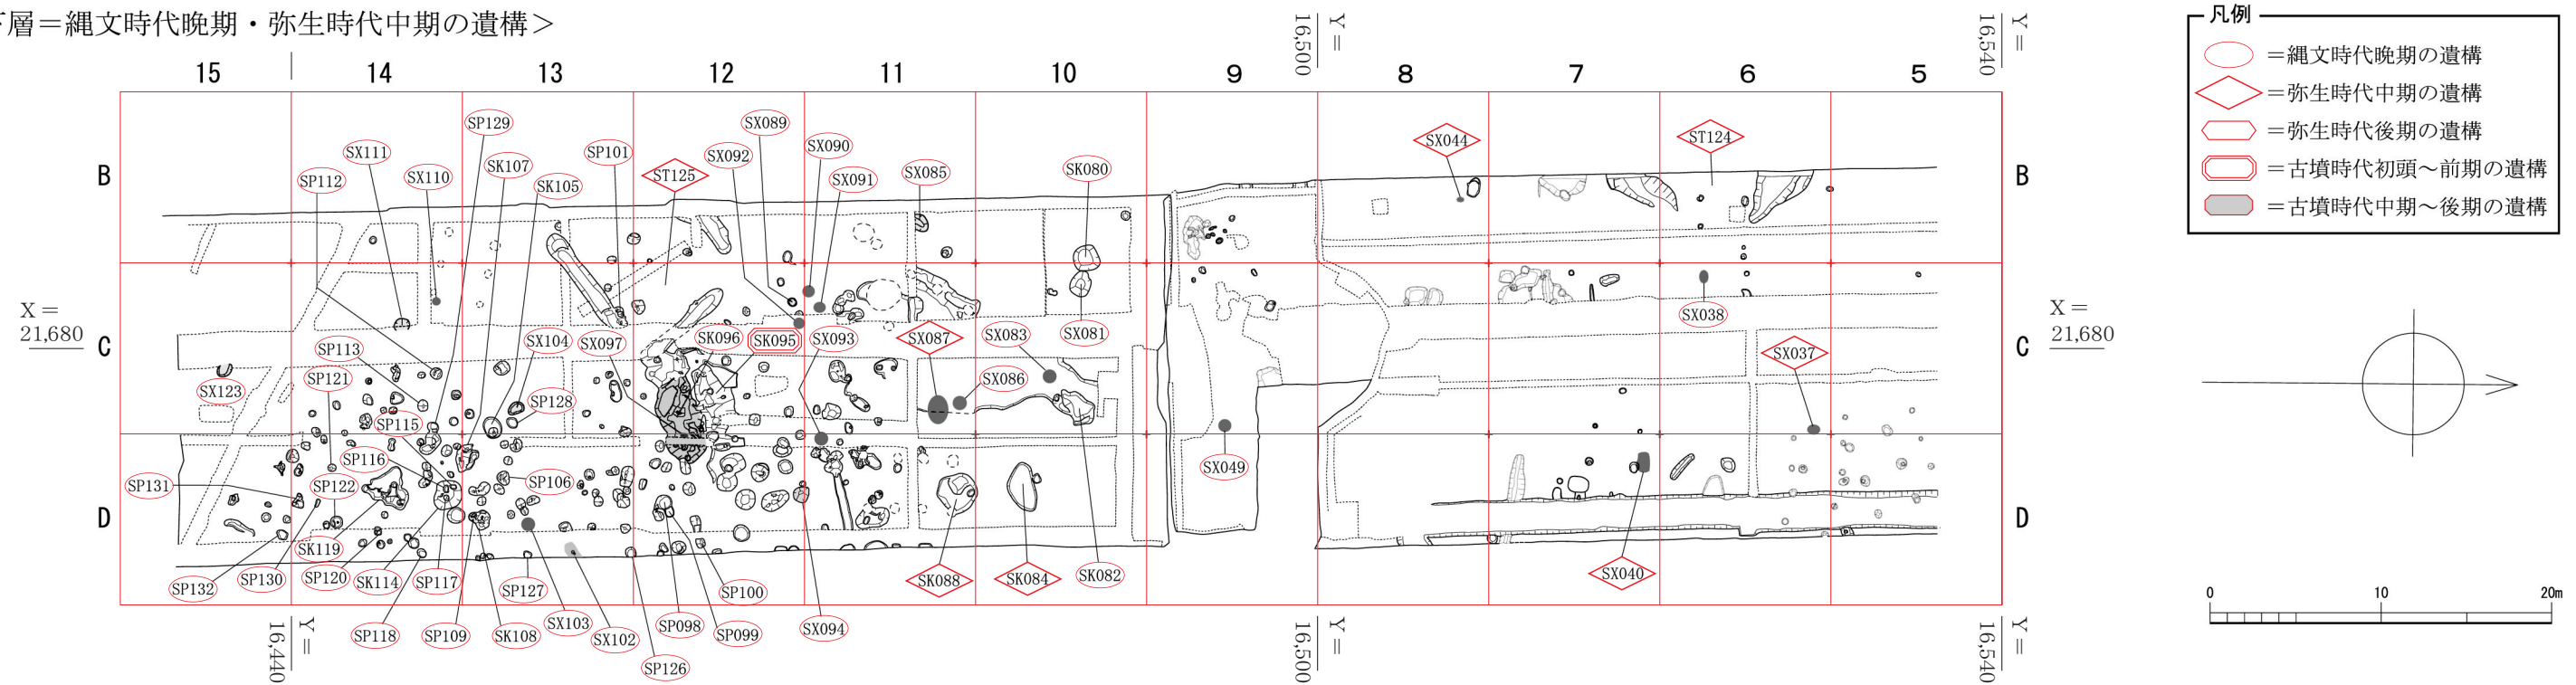 下層＝縄文時代晩期・弥生時代中期の遺構＞
Y = 16,500
Y = 16,540
15 14 13 12 11 10 9 8 7 6 5
凡例
＝縄文時代晩期の遺構
＝弥生時代中期の遺構
＝弥生時代後期の遺構
＝古墳時代初頭～前期の遺構
＝古墳時代中期～後期の遺構
SP129
SX089
SX111
SK107
SP101
SX092
SX090
SX044
ST124
SP112
SX110
SK105
ST125
SX091
SX085
SK080
B
B
X =
21,680
C
SP113
SX104
SX097
SK096
SK095
SX093
SX087
SX083
SK081
SX038
SX037
C
X =
21,680
SX123
SP121
SP115
SP128
SX086
SP116
SX049
SP131
SP122
SP106
D
D
SK119
SP132
SP130
SP120
SK114
SP117
SP127
SP100
SK088
SK084
SK082
SX040
SP118
SP109
SK108
SX103
SX102
SP098
SP099
SX094
SP126
Y = 16,440
Y = 16,500
Y = 16,540
0 10 20m